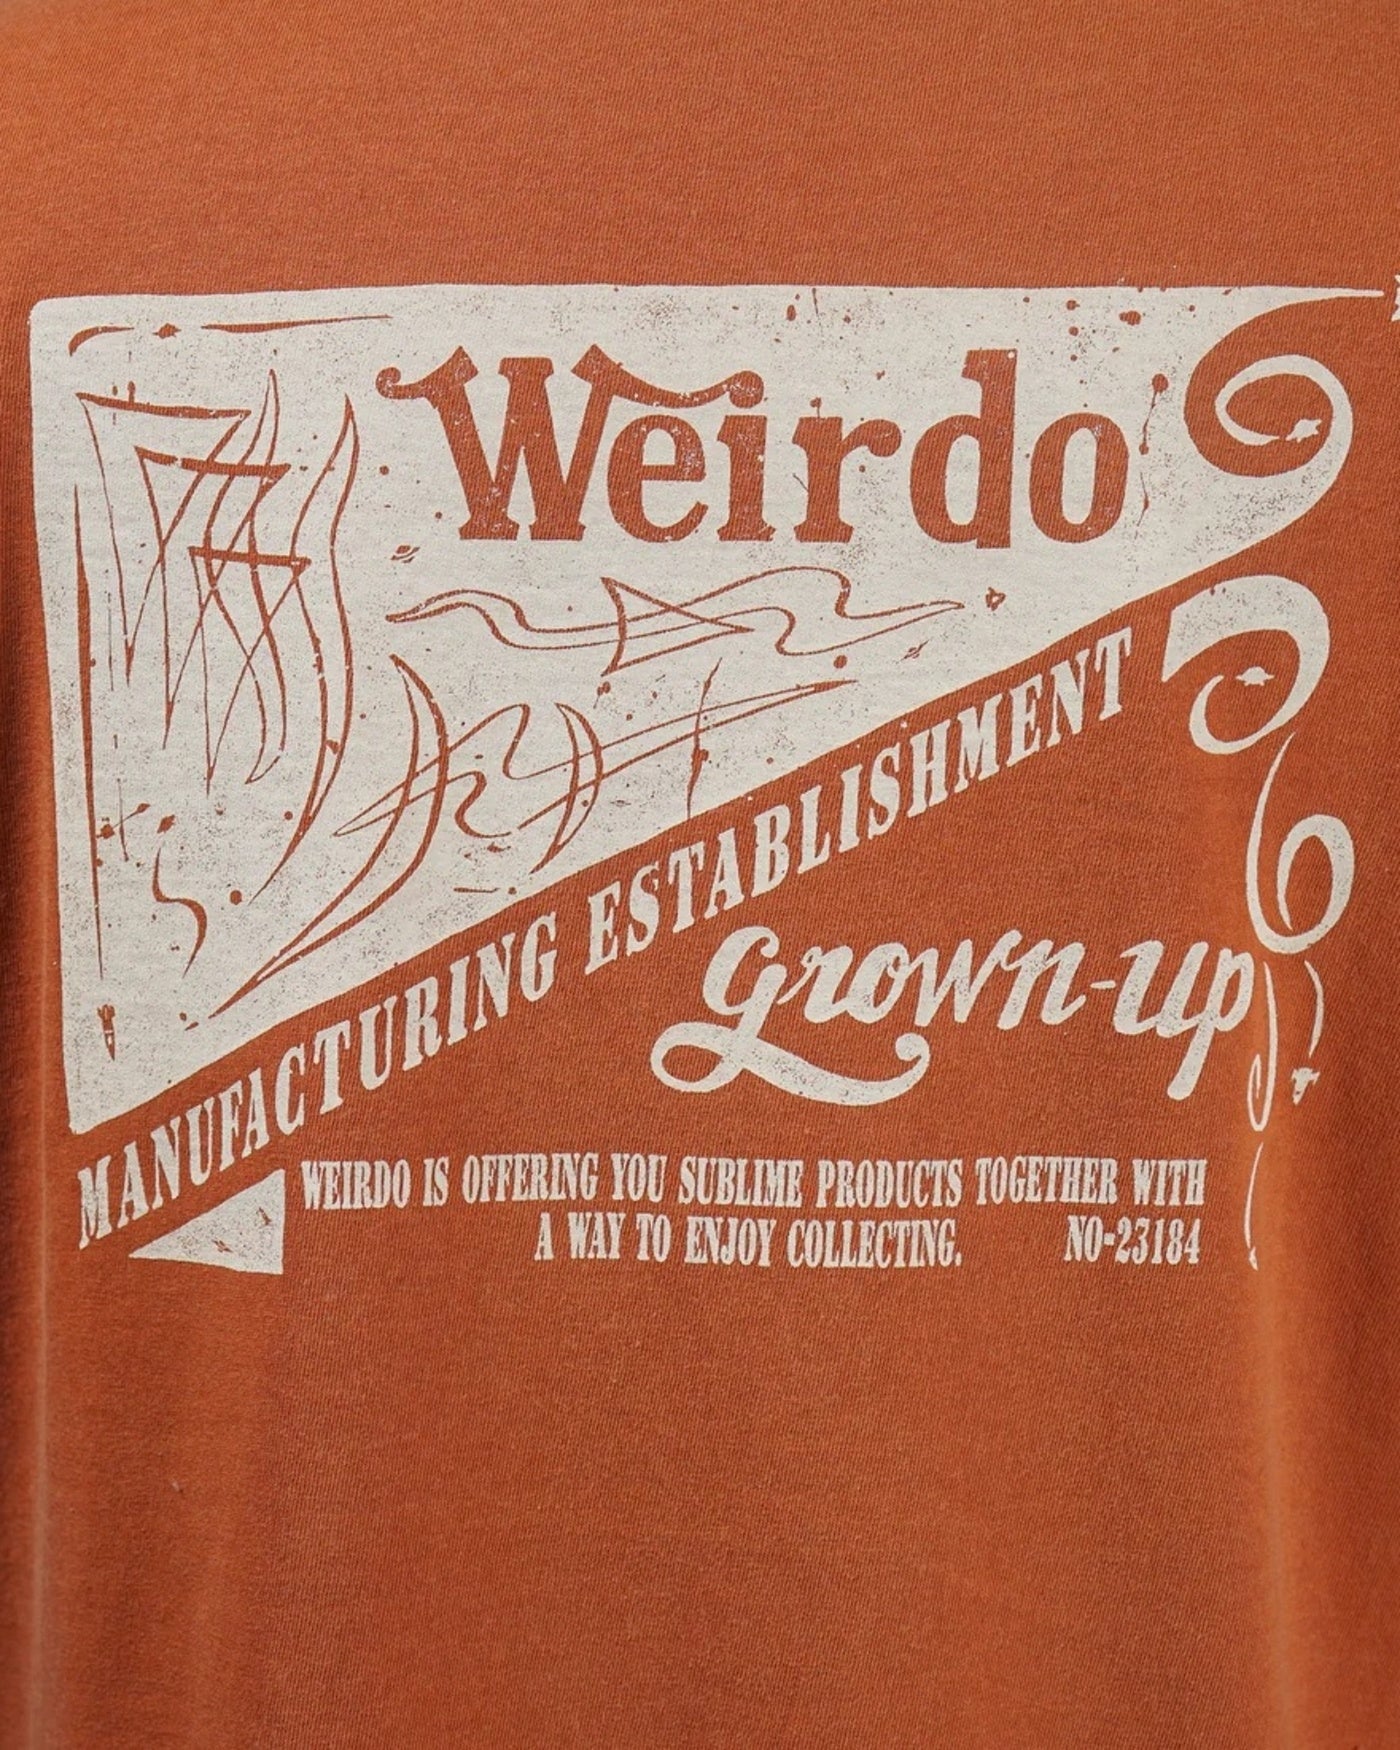 Weirdo
MANUFACTURING ESTABLISHMENT
Grown-up
WEIRDO IS OFFERING YOU SUBLIME PRODUCTS TOGETHER WITH
A WAY TO ENJOY COLLECTING. NO-23184